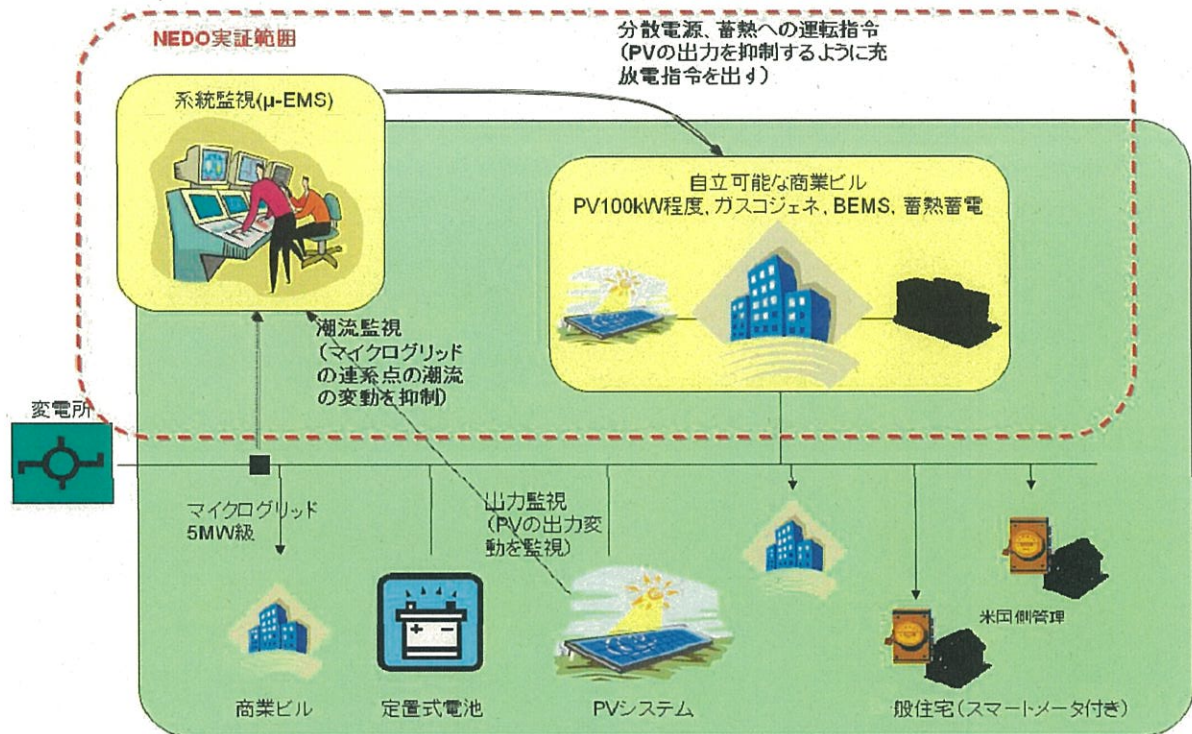 NEDO実証範囲
分散電源、蓄熱への運転指令
(PVの出力を抑制するように充
放電指令を出す)
系統監視(μ-EMS)
自立可能な商業ビル
PV100kW程度, ガスコジェネ, BEMS, 蓄熱蓄電
潮流監視
(マイクログリッド
の連系点の潮流
の変動を抑制)
変電所
マイクログリッド
5MW級
出力監視
(PVの出力変
動を監視)
米国側管理
商業ビル
定置式電池
PVシステム
一般住宅(スマートメータ付き)